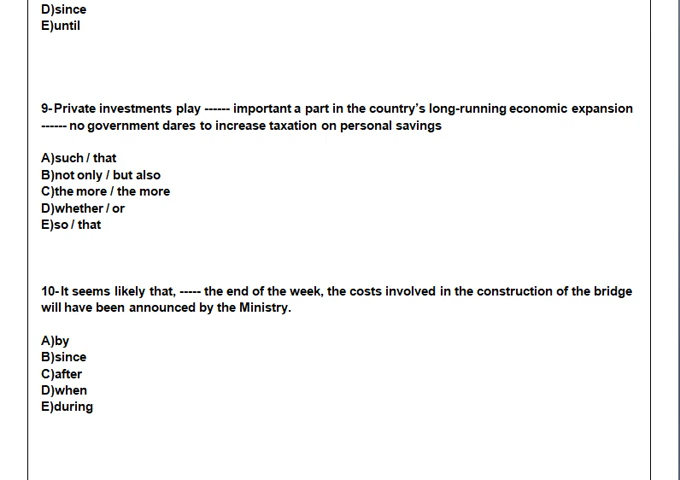 D)since
E)until
9-Private investments play ------ important a part in the country’s long-running economic expansion
------ no government dares to increase taxation on personal savings
A)such / that
B)not only / but also
C)the more / the more
D)whether / or
E)so / that
10-It seems likely that, ----- the end of the week, the costs involved in the construction of the bridge
will have been announced by the Ministry.
A)by
B)since
C)after
D)when
E)during